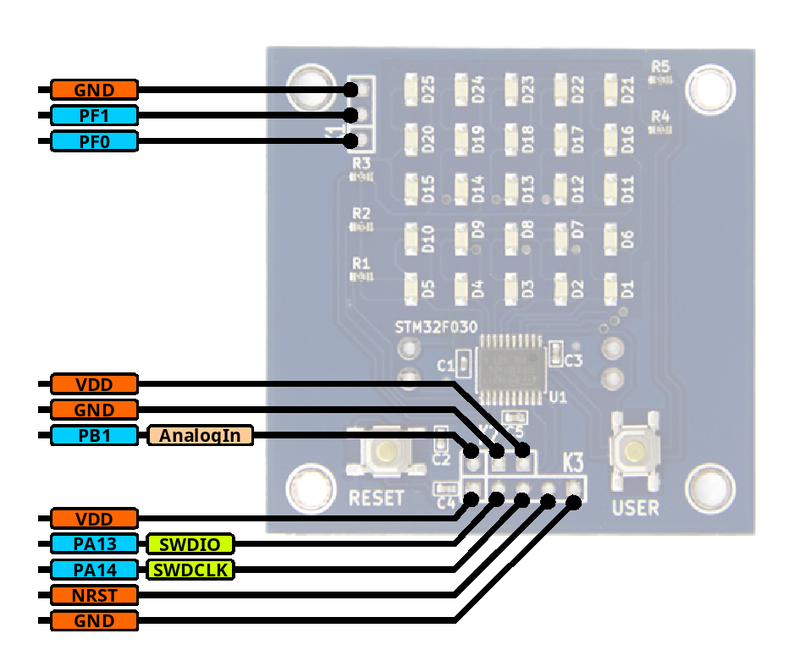 GND
PF1
PF0
D25 D24 D23 D22 D21 R5
K1
D20 D19 D18 D17 D16 R4
R3
D15 D14 D13 D12 D11
R2
D10 D9 D8 D7 D6
R1
D5 D4 D3 D2 D1
STM32F030
C1 C3
U1
VDD
GND
PB1 AnalogIn
C5
C2
K3
RESET
C4
USER
VDD
PA13 SWDIO
PA14 SWDCLK
NRST
GND